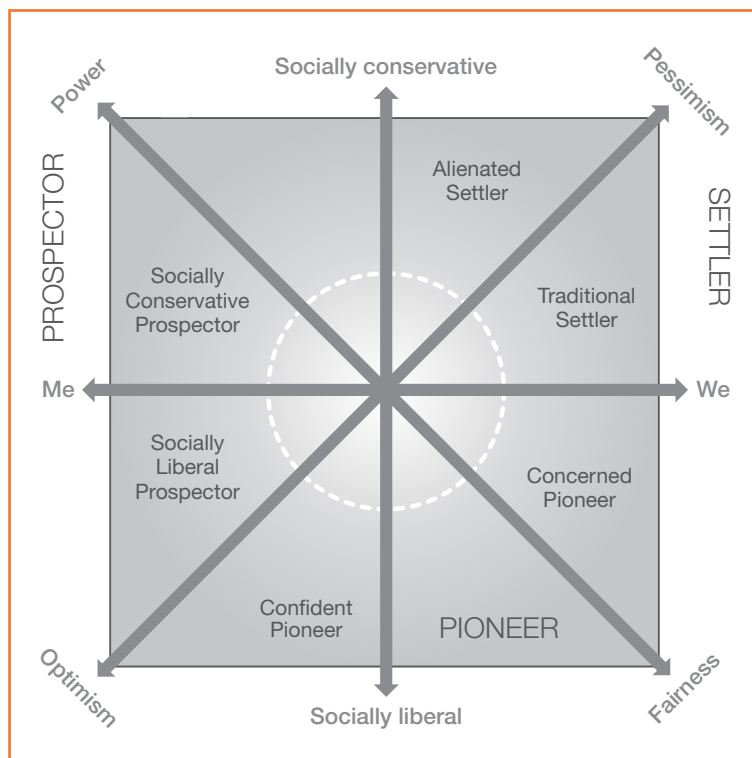 Socially conservative
Power
Pessimism
PROSPECTOR
SETTLER
Alienated
Settler
Socially
Conservative
Prospector
Traditional
Settler
Me
We
Socially
Liberal
Prospector
Concerned
Pioneer
Confident
Pioneer
PIONEER
Optimism
Fairness
Socially liberal